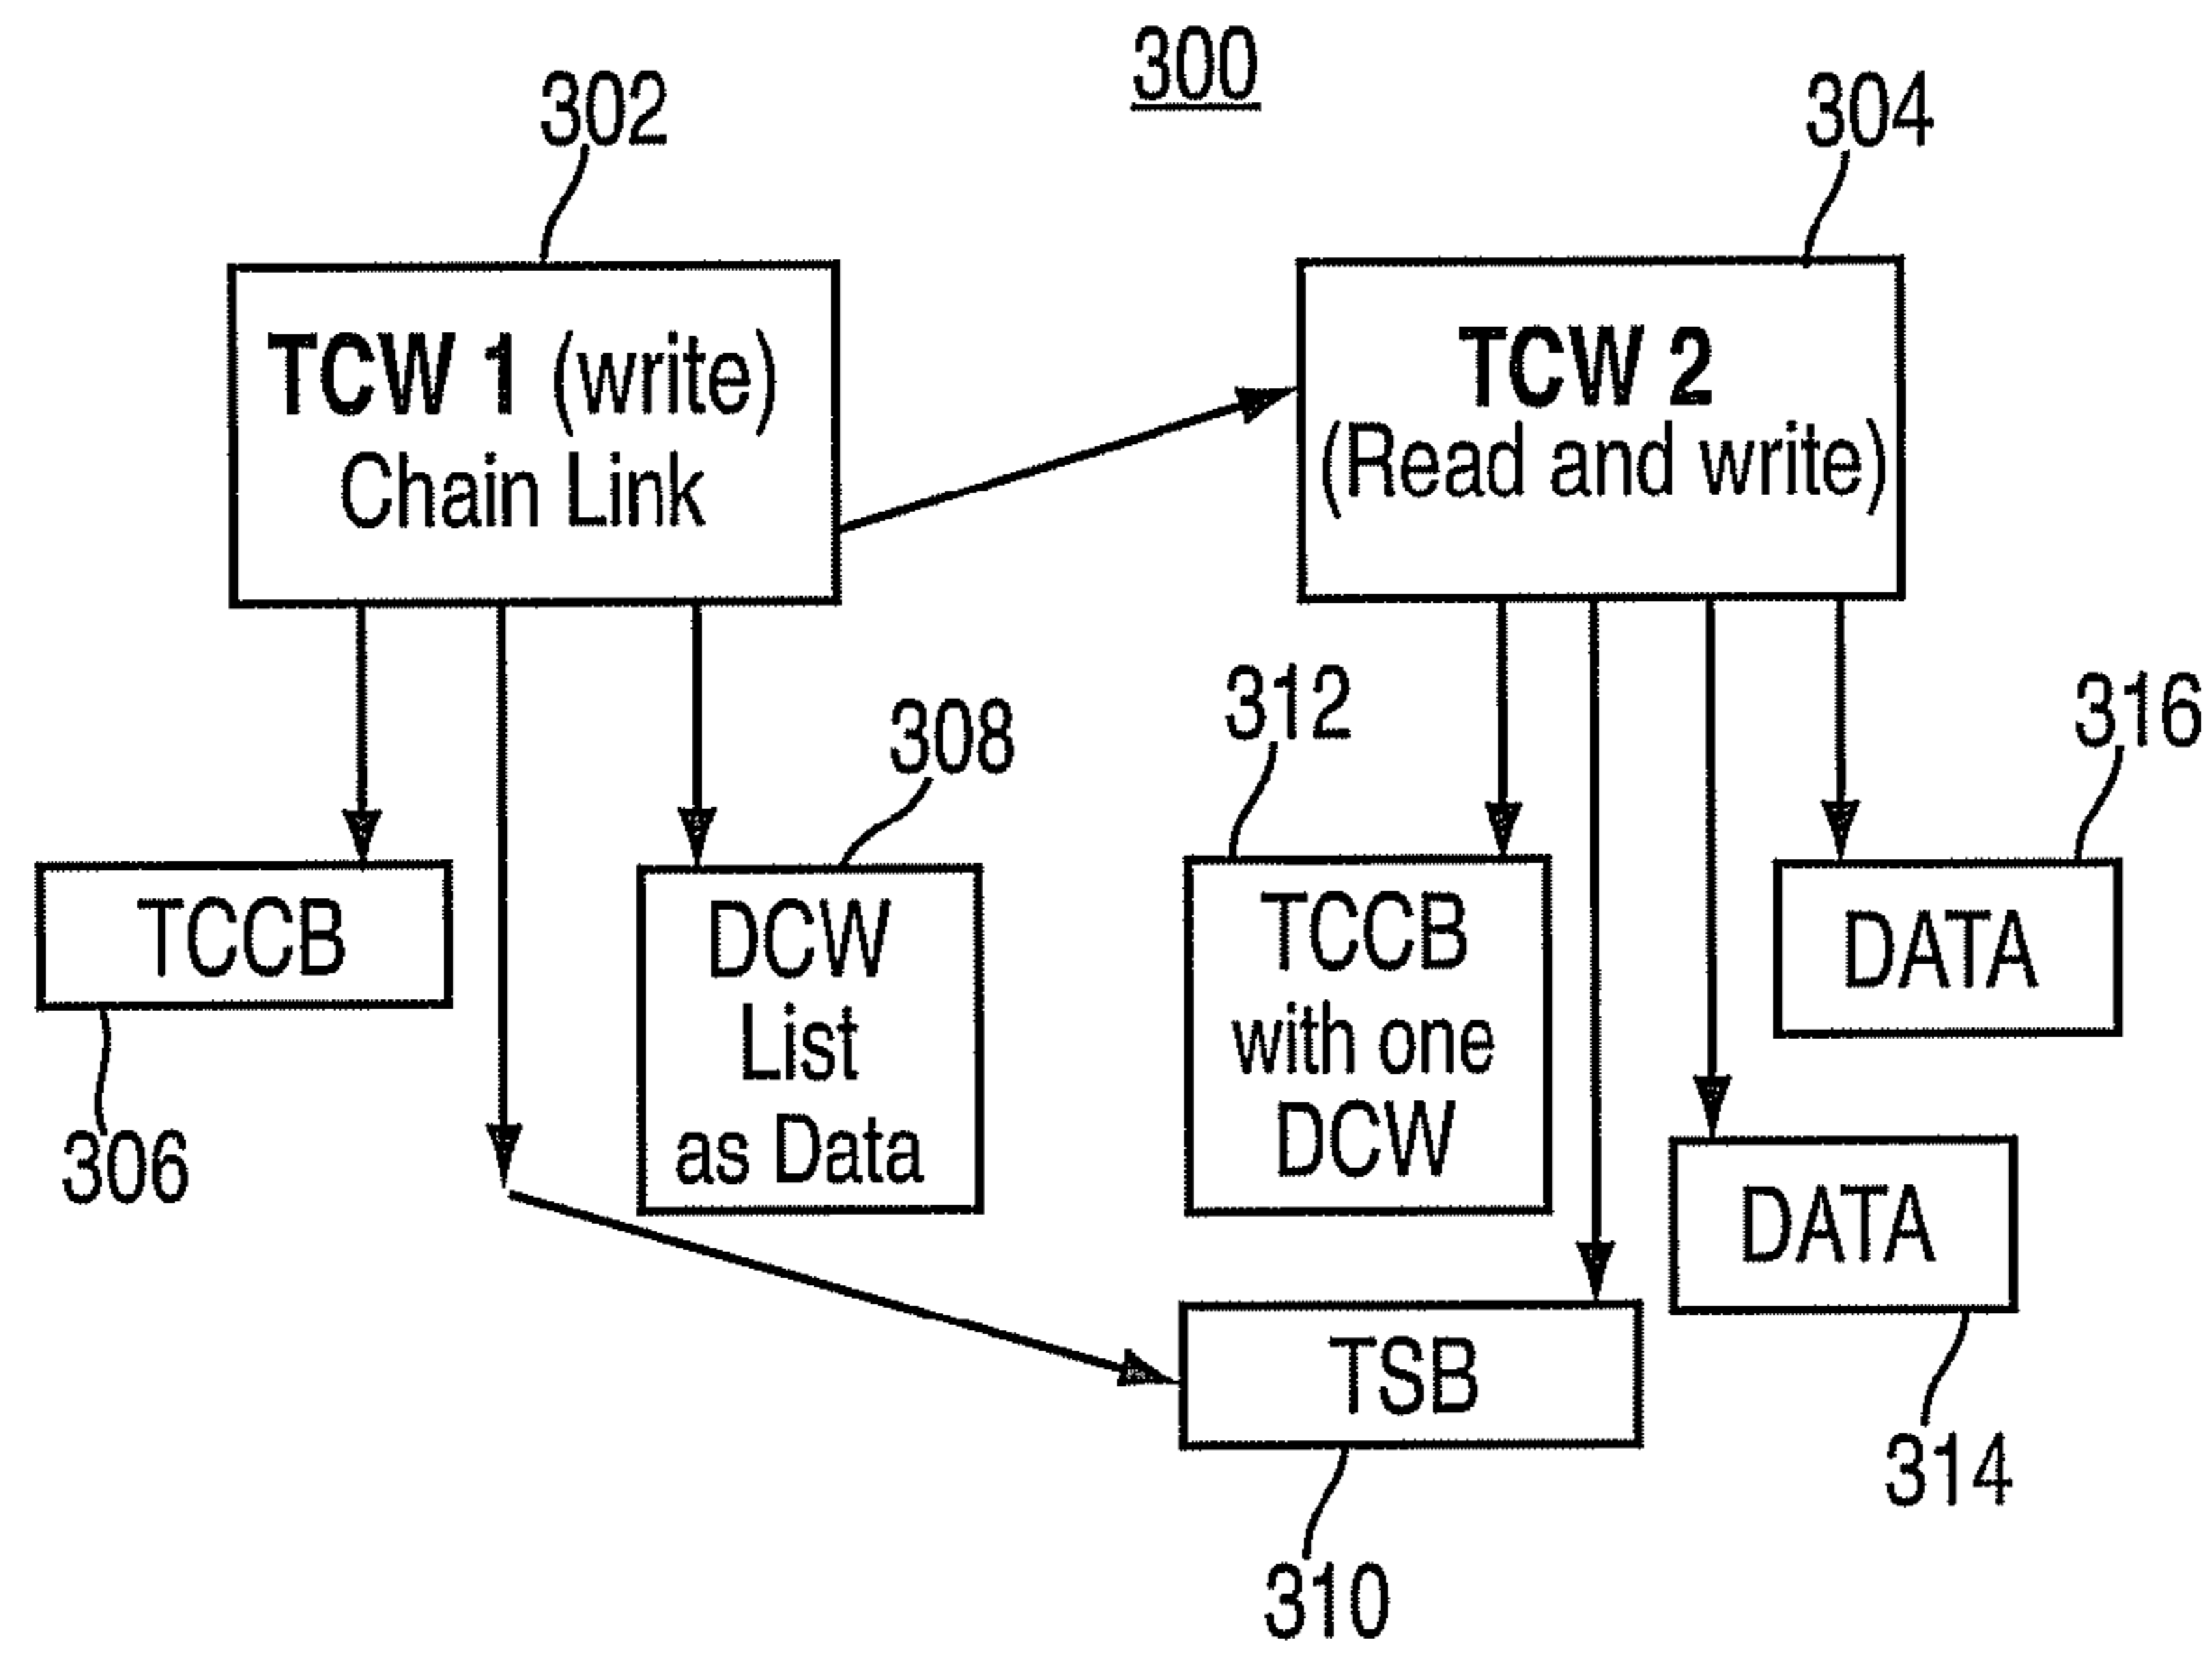 300
302
304
TCW 1 (write)
Chain Link
TCW 2
(Read and write)
308
312
316
TCCB
DCW
List
as Data
TCCB
with one
DCW
DATA
306
DATA
TSB
314
310